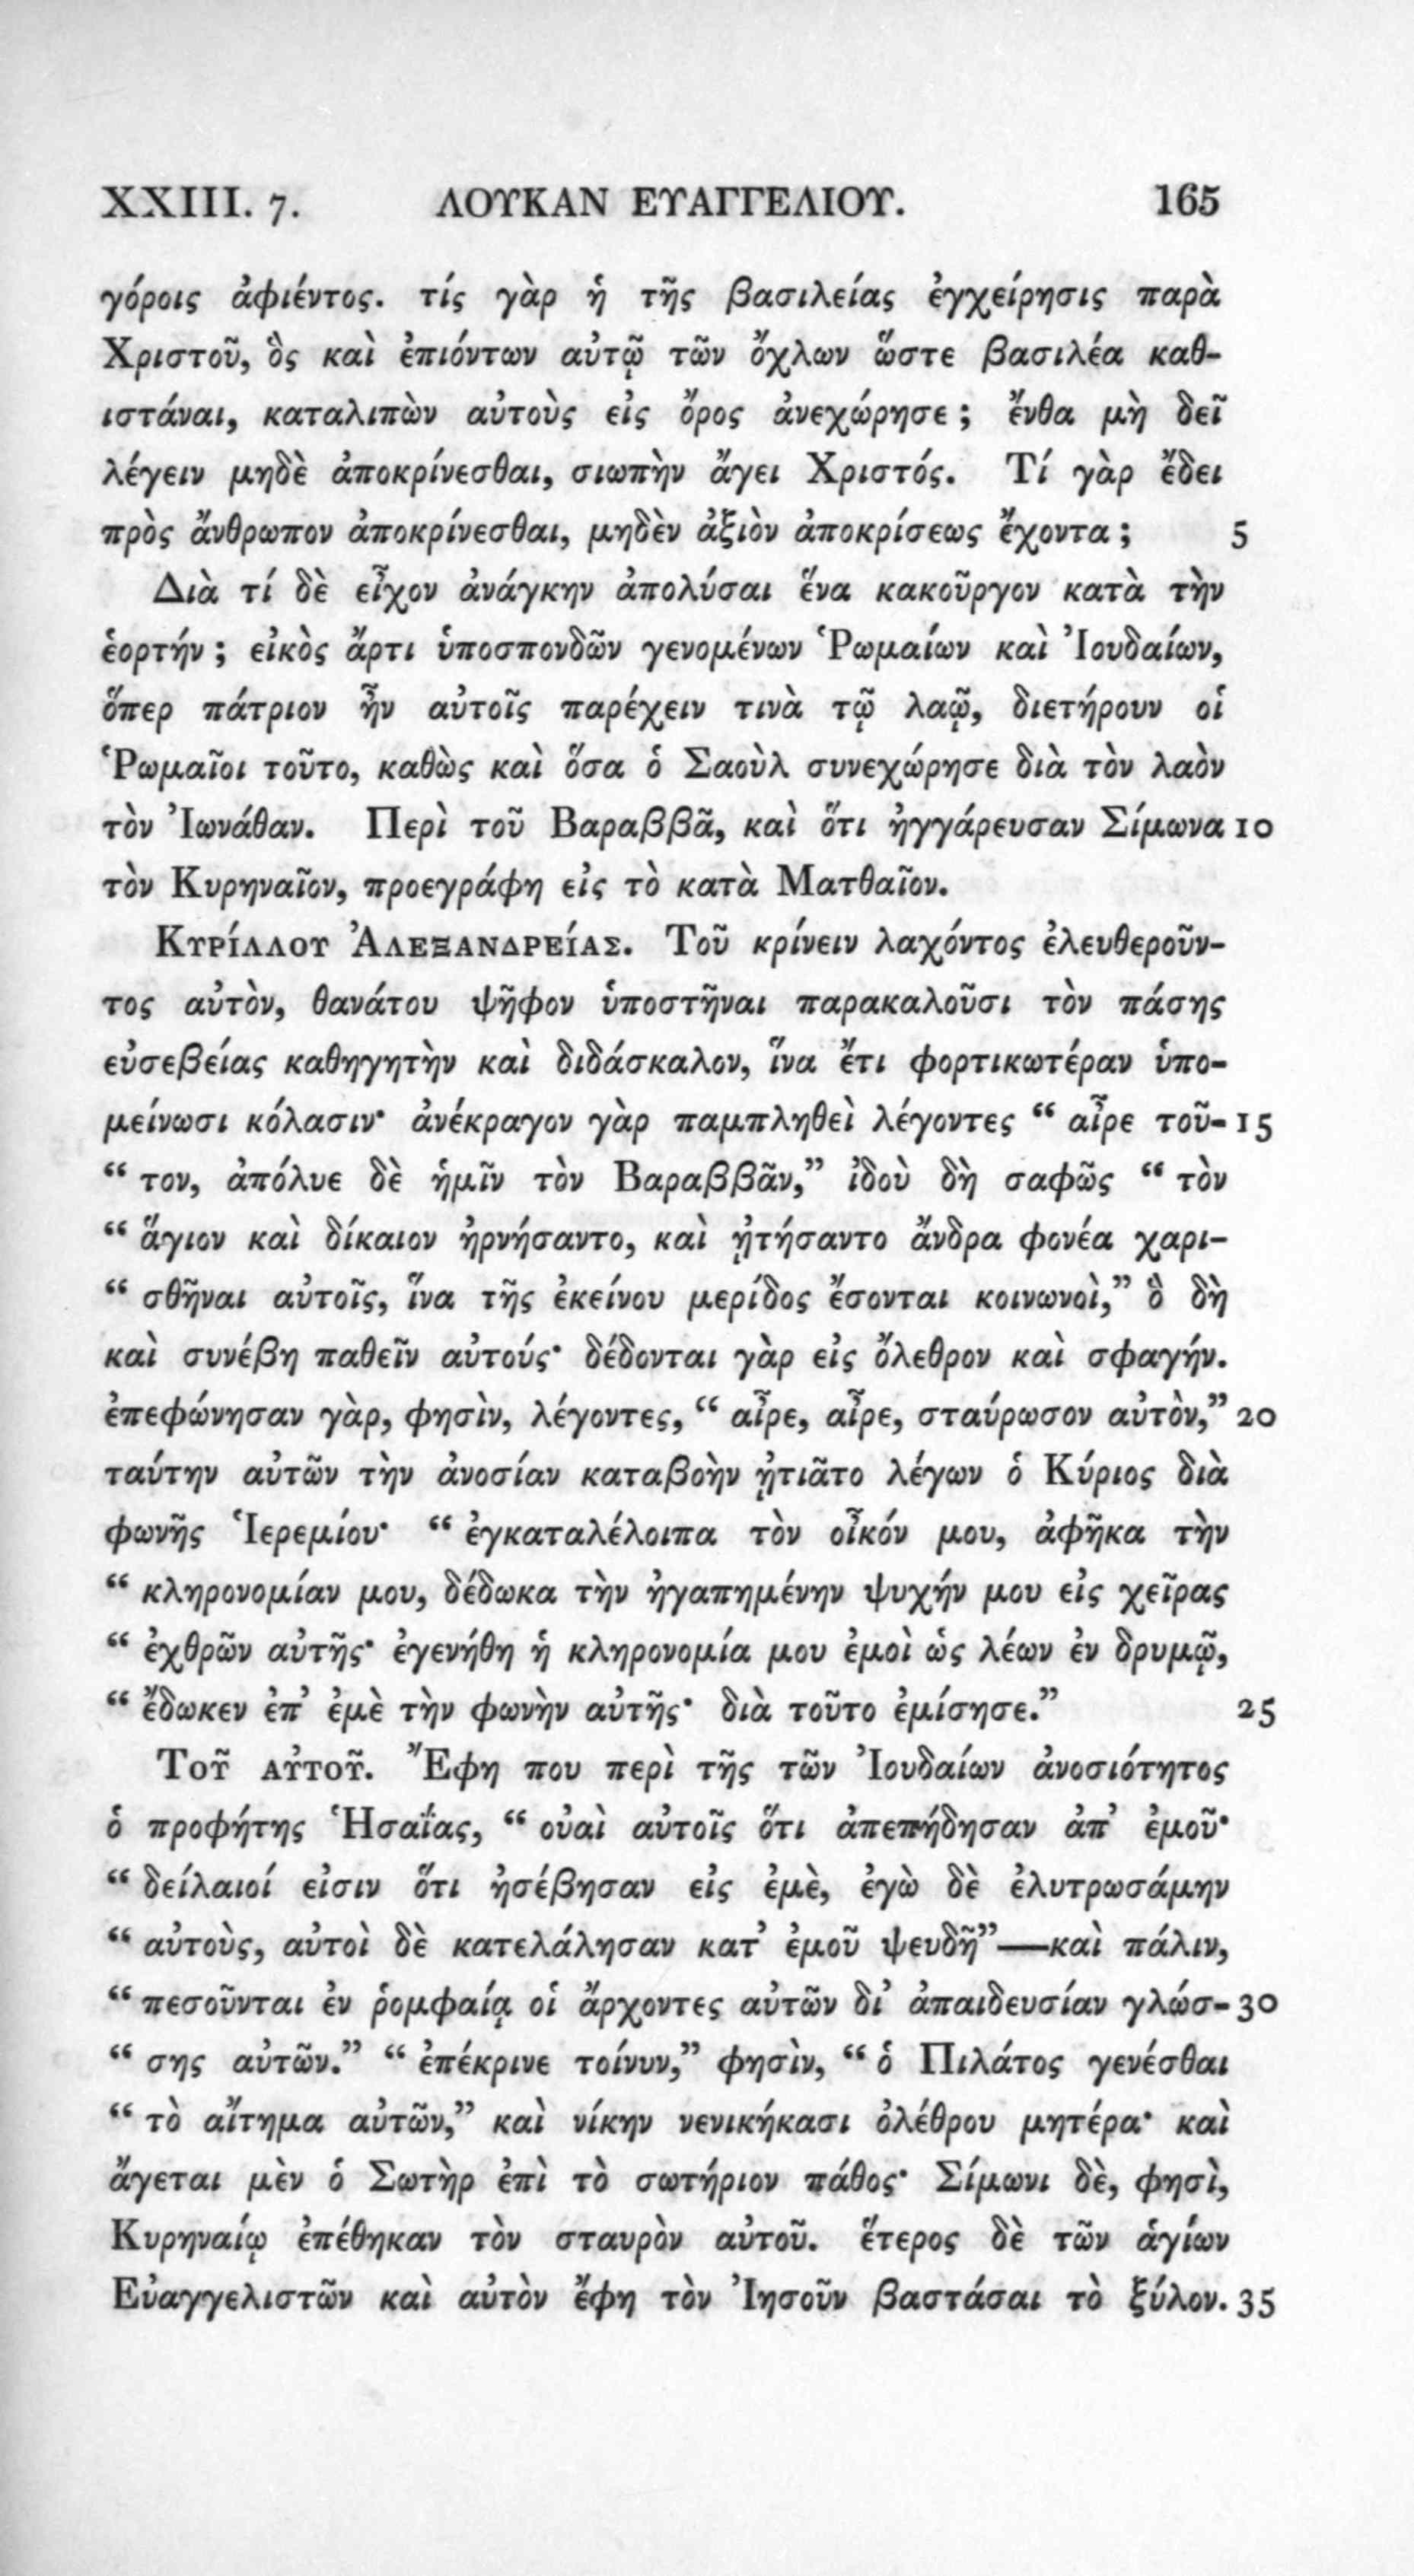 XXIII. 7. ΛΟΥΚΑΝ ΕΥΑΓΓΕΛΙΟΥ. 165
γόροις ἀφιέντος. τίς γὰρ ἡ τῆς βασιλείας ἐγχείρησις παρὰ
Χριστοῦ, ὃς καὶ ἐπιόντων αὐτῷ τῶν ὄχλων ὥστε βασιλέα καθ-
ιστάναι, καταλιπὼν αὐτοὺς εἰς ὄρος ἀνεχώρησε ; ἔνθα μὴ δεῖ
λέγειν μηδὲ ἀποκρίνεσθαι, σιωπὴν ἄγει Χριστός. Τί γὰρ ἔδει
πρὸς ἄνθρωπον ἀποκρίνεσθαι, μηδὲν ἀξιὸν ἀποκρίσεως ἔχοντα ; 5
Διὰ τί δὲ εἶχον ἀνάγκην ἀπολύσαι ἕνα κακοῦργον κατὰ τὴν
ἑορτήν ; εἰκὸς ἄρτι ὑποσπονδῶν γενομένων Ῥωμαίων καὶ Ἰουδαίων,
ὅπερ πάτριον ἦν αὐτοῖς παρέχειν τινὰ τῷ λαῷ, διετήρουν οἱ
Ῥωμαῖοι τοῦτο, καθὼς καὶ ὅσα ὁ Σαοὺλ συνεχώρησε διὰ τὸν λαὸν
τὸν Ἰωνάθαν. Περὶ τοῦ Βαραββᾶ, καὶ ὅτι ἠγγάρευσαν Σίμωνα 10
τὸν Κυρηναῖον, προεγράφη εἰς τὸ κατὰ Ματθαῖον.
ΚΥΡΊΛΛΟΥ ἈΛΕΞΑΝΔΡΕΊΑΣ. Τοῦ κρίνειν λαχόντος ἐλευθεροῦν-
τος αὐτὸν, θανάτου ψῆφον ὑποστῆναι παρακαλοῦσι τὸν πάσης
εὐσεβείας καθηγητὴν καὶ διδάσκαλον, ἵνα ἔτι φορτικωτέραν ὑπο-
μείνωσι κόλασιν· ἀνέκραγον γὰρ παμπληθεὶ λέγοντες “ αἶρε τοῦ- 15
“ τον, ἀπόλυε δὲ ἡμῖν τὸν Βαραββᾶν,” ἰδοὺ δὴ σαφῶς “ τὸν
“ ἅγιον καὶ δίκαιον ἠρνήσαντο, καὶ ᾐτήσαντο ἄνδρα φονέα χαρι-
“ σθῆναι αὐτοῖς, ἵνα τῆς ἐκείνου μερίδος ἔσονται κοινωνοὶ,” ὃ δὴ
καὶ συνέβη παθεῖν αὐτούς· δέδονται γὰρ εἰς ὄλεθρον καὶ σφαγήν.
ἐπεφώνησαν γὰρ, φησὶν, λέγοντες, “ αἶρε, αἶρε, σταύρωσον αὐτὸν,” 20
ταύτην αὐτῶν τὴν ἀνοσίαν καταβοὴν ᾐτιᾶτο λέγων ὁ Κύριος διὰ
φωνῆς Ἱερεμίου· “ ἐγκαταλέλοιπα τὸν οἶκόν μου, ἀφῆκα τὴν
“ κληρονομίαν μου, δέδωκα τὴν ἠγαπημένην ψυχήν μου εἰς χεῖρας
“ ἐχθρῶν αὐτῆς· ἐγενήθη ἡ κληρονομία μου ἐμοὶ ὡς λέων ἐν δρυμῷ,
“ ἔδωκεν ἐπ’ ἐμὲ τὴν φωνὴν αὐτῆς· διὰ τοῦτο ἐμίσησε.” 25
ΤΟΥ͂ ΑΥ̓ΤΟΥ͂. Ἔφη που περὶ τῆς τῶν Ἰουδαίων ἀνοσιότητος
ὁ προφήτης Ἡσαΐας, “ οὐαὶ αὐτοῖς ὅτι ἀπεπήδησαν ἀπ’ ἐμοῦ·
“ δείλαιοί εἰσιν ὅτι ἠσέβησαν εἰς ἐμὲ, ἐγὼ δὲ ἐλυτρωσάμην
“ αὐτοὺς, αὐτοὶ δὲ κατελάλησαν κατ’ ἐμοῦ ψευδῆ”—καὶ πάλιν,
“ πεσοῦνται ἐν ῥομφαίᾳ οἱ ἄρχοντες αὐτῶν δι’ ἀπαιδευσίαν γλώσ- 30
“ σης αὐτῶν.” “ ἐπέκρινε τοίνυν,” φησὶν, “ ὁ Πιλάτος γενέσθαι
“ τὸ αἴτημα αὐτῶν,” καὶ νίκην νενικήκασι ὀλέθρου μητέρα· καὶ
ἄγεται μὲν ὁ Σωτὴρ ἐπὶ τὸ σωτήριον πάθος· Σίμωνι δὲ, φησὶ,
Κυρηναίῳ ἐπέθηκαν τὸν σταυρὸν αὐτοῦ. ἕτερος δὲ τῶν ἁγίων
Εὐαγγελιστῶν καὶ αὐτὸν ἔφη τὸν Ἰησοῦν βαστάσαι τὸ ξύλον. 35